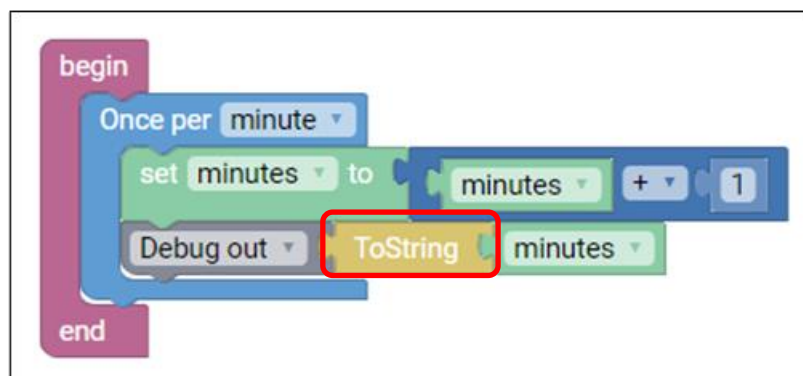 begin
Once per minute
set minutes to minutes + 1
Debug out ToString minutes
end